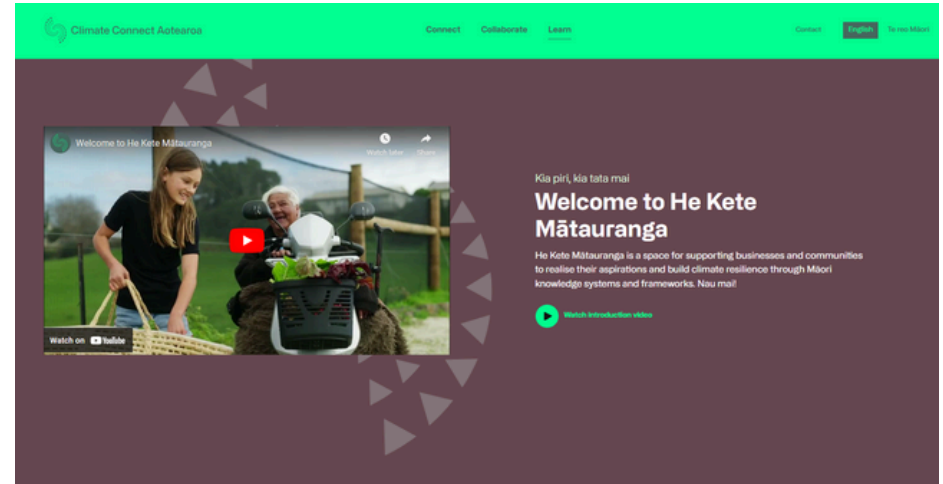 Climate Connect Aotearoa
Connect Collaborate Learn
Contact English Te reo Māori
Welcome to He Kete Mātauranga
Watch later Share
Watch on YouTube
Kia piri, kia tata mai
Welcome to He Kete
Mātauranga
He Kete Mātauranga is a space for supporting businesses and communities
to realise their aspirations and build climate resilience through Māori
knowledge systems and frameworks. Nau mai!
Watch Introduction video